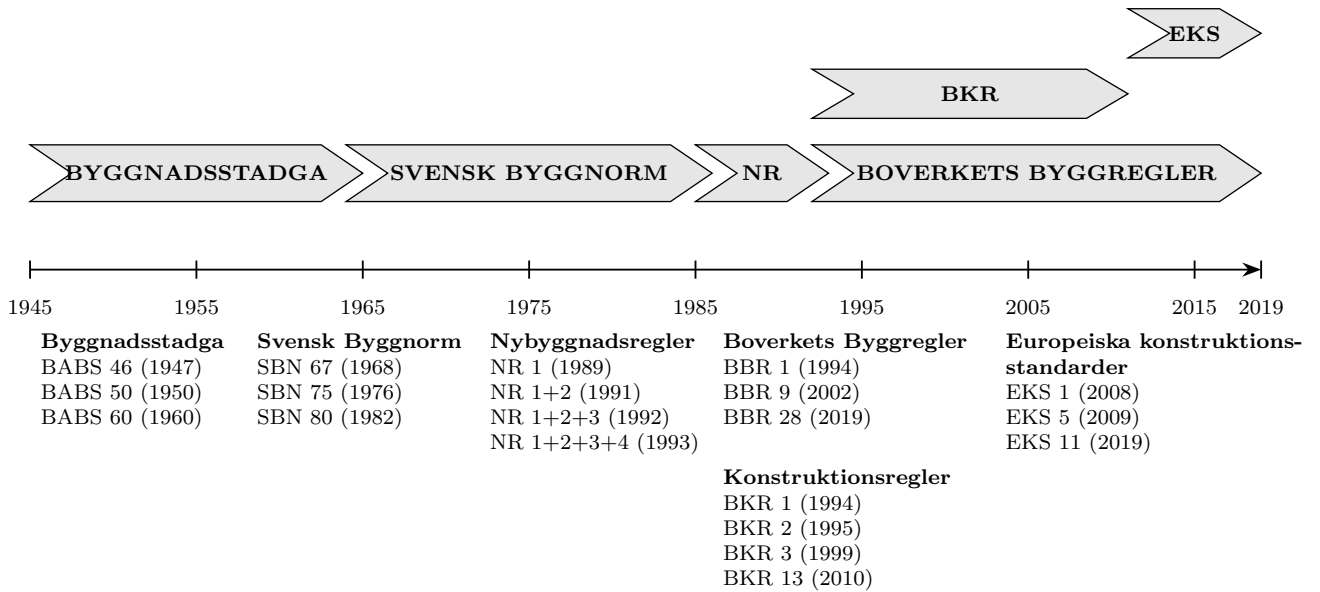 EKS
BKR
BYGGNADSSTADGA
SVENSK BYGGNORM
NR
BOVERKETS BYGGREGLER
1945
1955
1965
1975
1985
1995
2005
2015
2019
Byggnadsstadga
BABS 46 (1947)
BABS 50 (1950)
BABS 60 (1960)
Svensk Byggnorm
SBN 67 (1968)
SBN 75 (1976)
SBN 80 (1982)
Nybyggnadsregler
NR 1 (1989)
NR 1+2 (1991)
NR 1+2+3 (1992)
NR 1+2+3+4 (1993)
Boverkets Byggregler
BBR 1 (1994)
BBR 9 (2002)
BBR 28 (2019)
Konstruktionsregler
BKR 1 (1994)
BKR 2 (1995)
BKR 3 (1999)
BKR 13 (2010)
Europeiska konstruktions-
standarder
EKS 1 (2008)
EKS 5 (2009)
EKS 11 (2019)